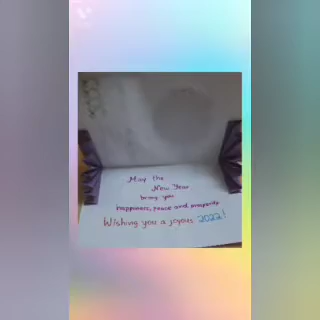 May the
New Year
bring you
happiness, peace and prosperity
Wishing you a joyous 2022!